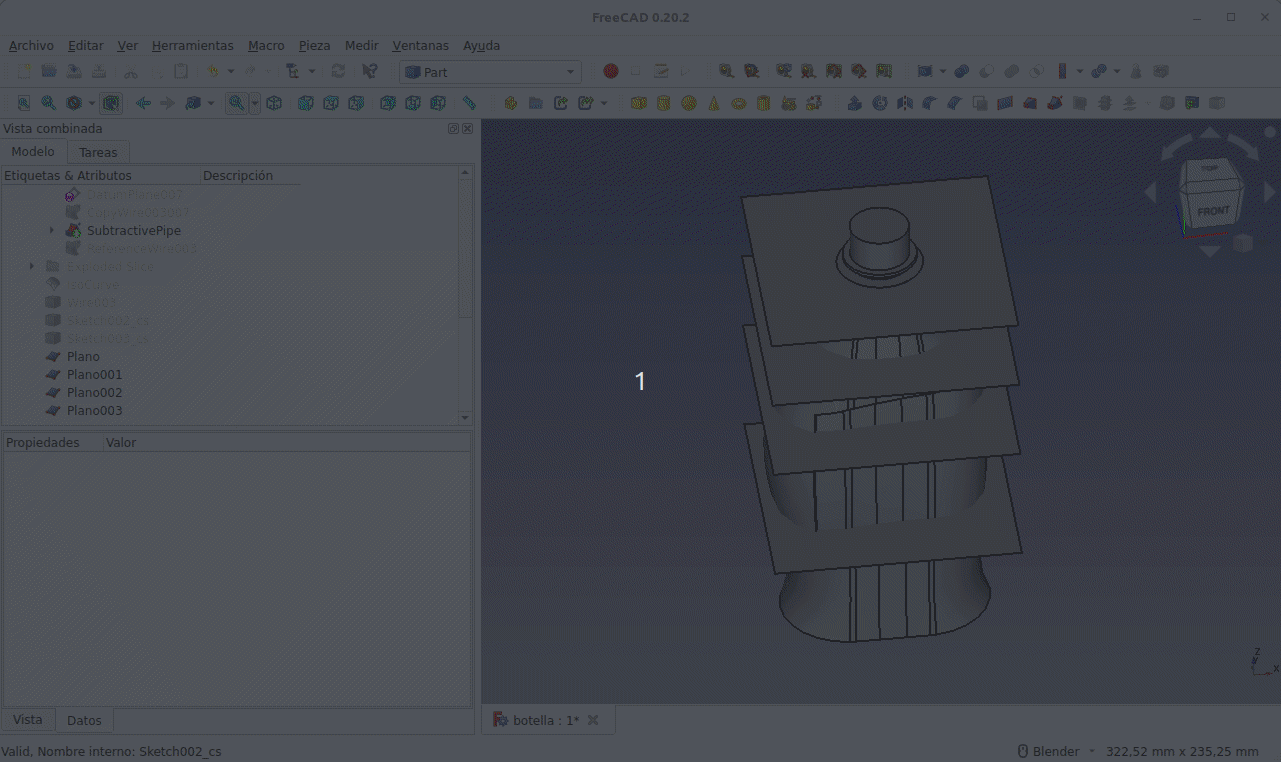 FreeCAD 0.20.2
Archivo Editar Ver Herramientas Macro Pieza Medir Ventanas Ayuda
Part
Vista combinada
Modelo Tareas
Etiquetas & Atributos Descripción
DatumPlane007
CopyWire003007
SubtractivePipe
ReferenceWire003
Exploded Slice
IsoCurve
Wire003
Sketch002_cs
Sketch003_cs
Plano
Plano001
Plano002
Plano003
Propiedades Valor
TOP
FRONT
1
Z
Y
X
Vista Datos
botella : 1*
Valid, Nombre interno: Sketch002_cs
Blender
322,52 mm x 235,25 mm